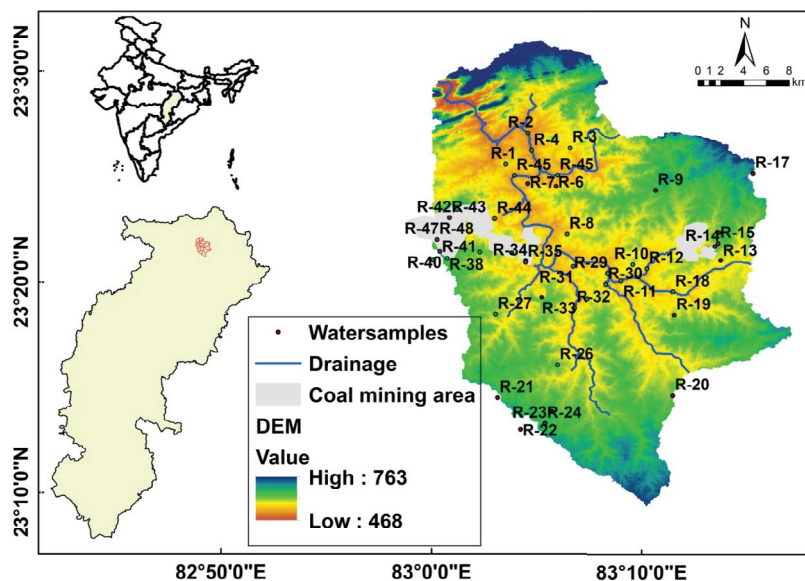 23°30'0"N
23°20'0"N
23°10'0"N
N
0 1 2 4 6 8
km
R-2
R-4
R-3
R-1
R-45
R-45
R-7
R-6
R-17
R-9
R-42
R-43
R-44
R-47
R-48
R-8
R-14
R-15
R-41
R-34
R-35
R-10
R-12
R-13
R-40
R-38
R-29
R-30
R-31
R-11
R-18
R-27
R-33
R-32
R-19
R-26
R-21
R-20
R-23
R-24
R-22
Watersamples
Drainage
Coal mining area
DEM
Value
High : 763
Low : 468
82°50'0"E
83°0'0"E
83°10'0"E